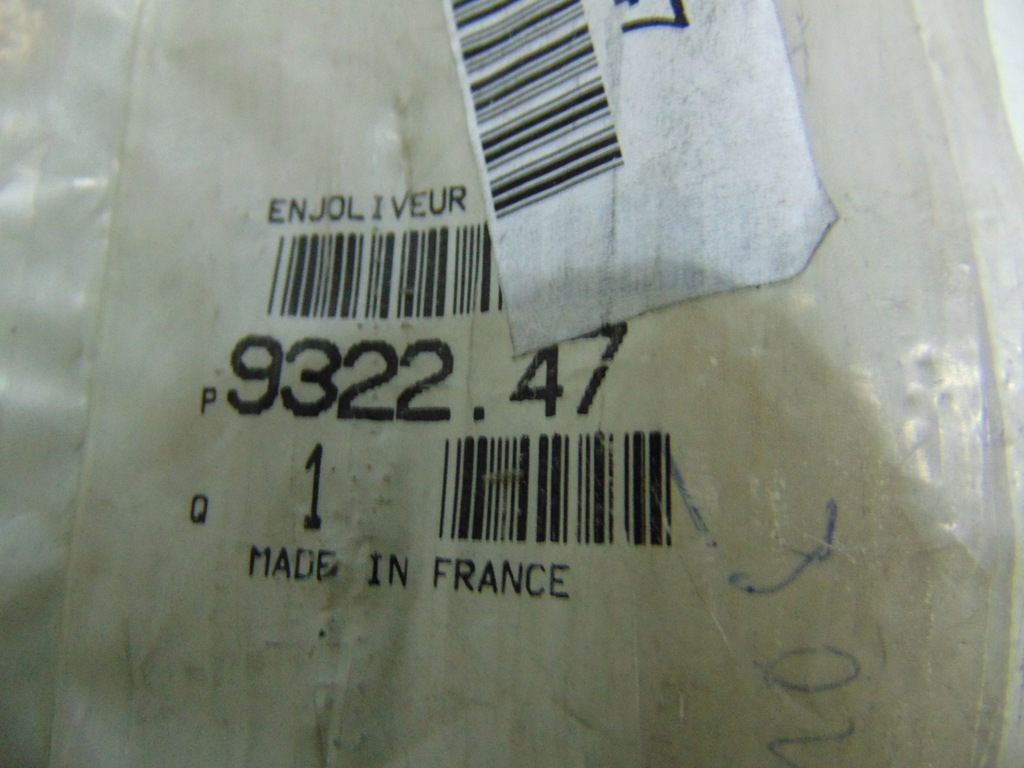 ENJOLIVEUR
P 9322.47
Q 1
MADE IN FRANCE